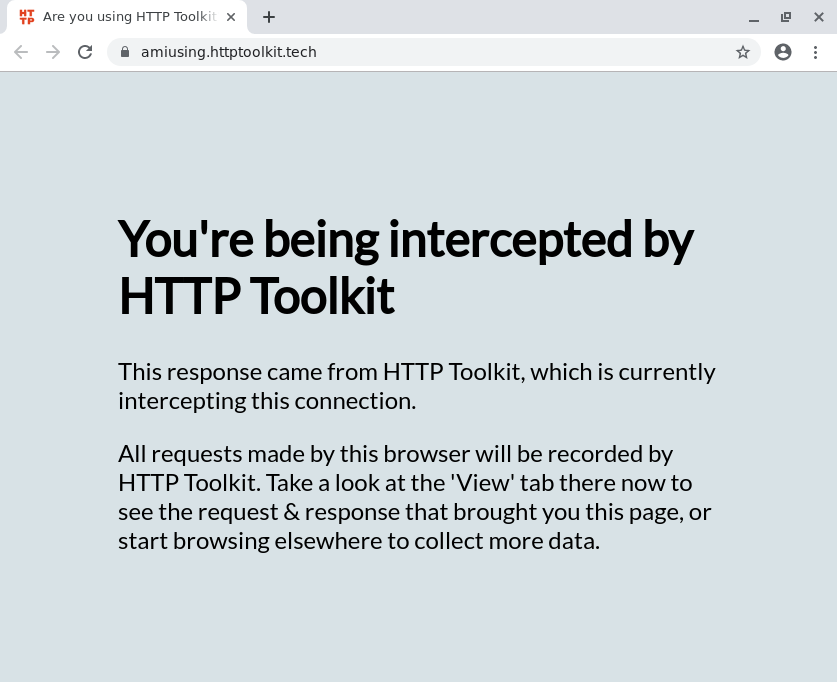 HT
TP
Are you using HTTP Toolkit
amiusing.httptoolkit.tech
You're being intercepted by
HTTP Toolkit
This response came from HTTP Toolkit, which is currently
intercepting this connection.
All requests made by this browser will be recorded by
HTTP Toolkit. Take a look at the 'View' tab there now to
see the request & response that brought you this page, or
start browsing elsewhere to collect more data.